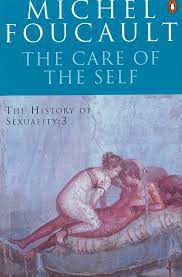 MICHEL
FOUCAULT
THE CARE OF
THE SELF
The History of
Sexuality:3